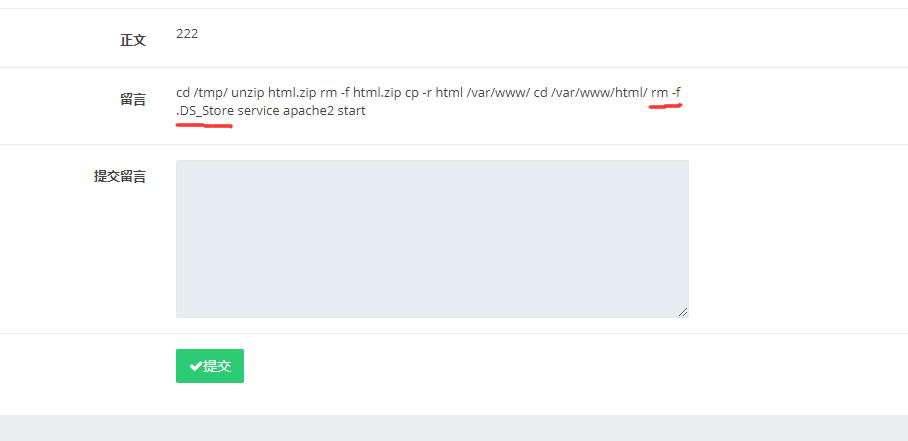 正文
222
留言
cd /tmp/ unzip html.zip rm -f html.zip cp -r html /var/www/ cd /var/www/html/ rm -f
.DS_Store service apache2 start
提交留言
提交